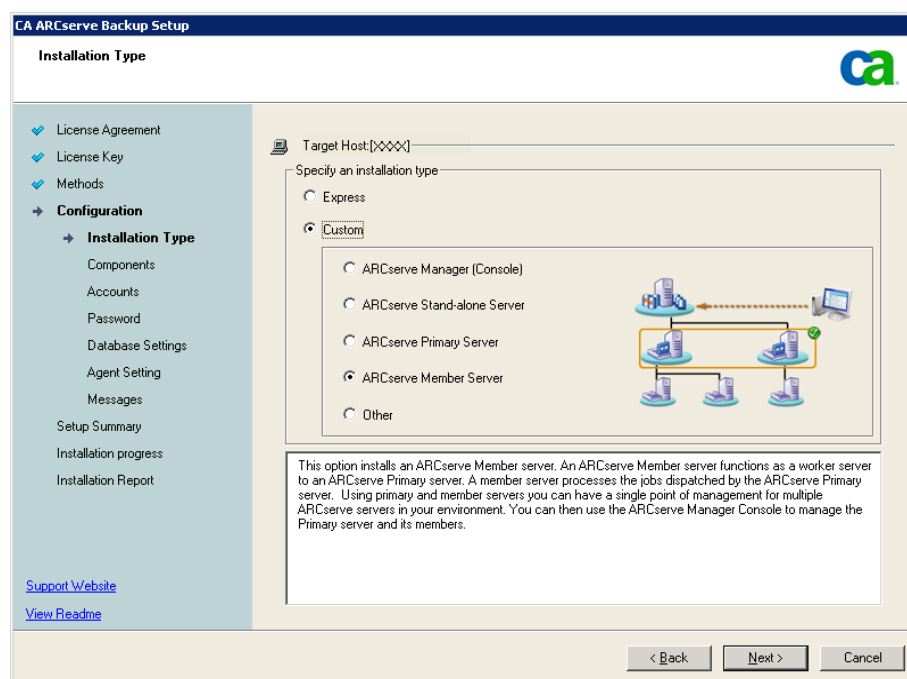 CA ARCserve Backup Setup
Installation Type
ca
License Agreement
License Key
Methods
Configuration
Installation Type
Components
Accounts
Password
Database Settings
Agent Setting
Messages
Setup Summary
Installation progress
Installation Report
Support Website
View Readme
Target Host:[XXXX]
Specify an installation type
Express
Custom
ARCserve Manager (Console)
ARCserve Stand-alone Server
ARCserve Primary Server
ARCserve Member Server
Other
This option installs an ARCserve Member server. An ARCserve Member server functions as a worker server
to an ARCserve Primary server. A member server processes the jobs dispatched by the ARCserve Primary
server.  Using primary and member servers you can have a single point of management for multiple
ARCserve servers in your environment. You can then use the ARCserve Manager Console to manage the
Primary server and its members.
< Back
Next >
Cancel